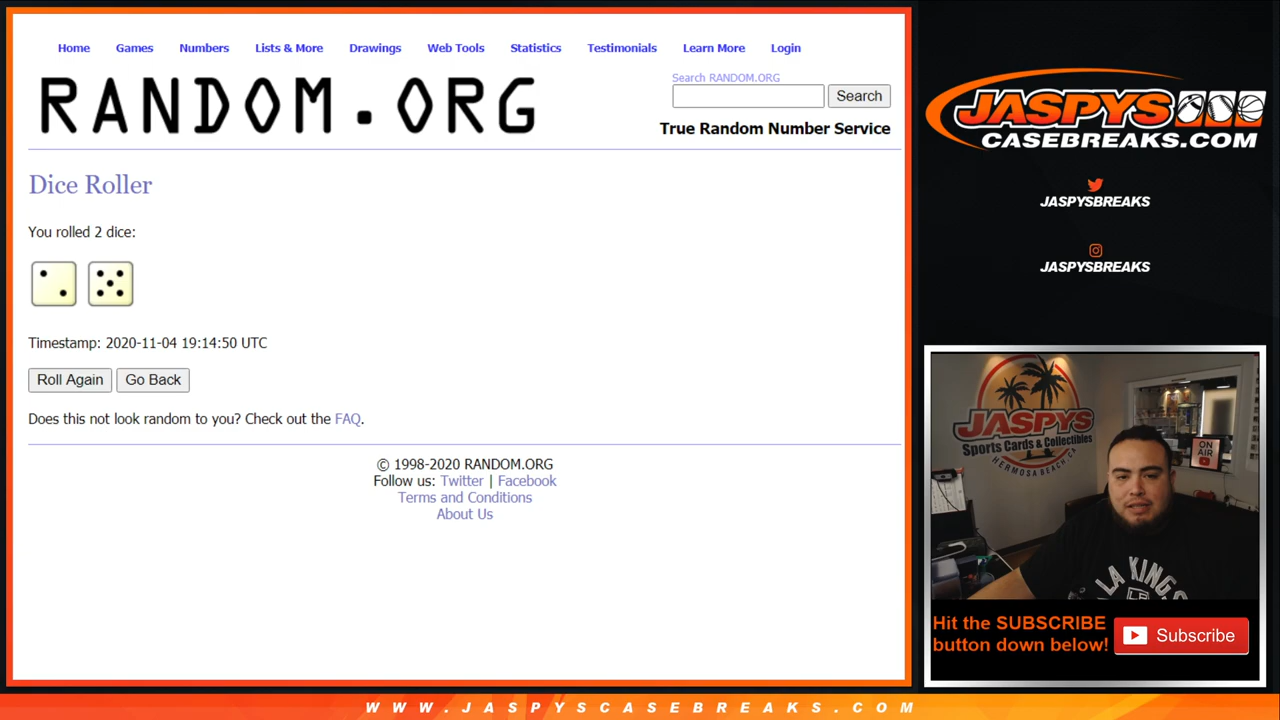 Home Games Numbers Lists & More Drawings Web Tools Statistics Testimonials Learn More Login
RANDOM.ORG
Search RANDOM.ORG
Search
True Random Number Service
Dice Roller
You rolled 2 dice:
Timestamp: 2020-11-04 19:14:50 UTC
Roll Again Go Back
Does this not look random to you? Check out the FAQ.
© 1998-2020 RANDOM.ORG
Follow us: Twitter | Facebook
Terms and Conditions
About Us
JASPYS
CASEBREAKS.COM
JASPYSBREAKS
JASPYSBREAKS
JASPYS
Sports Cards & Collectibles
HERMOSA BEACH CA
ON
AIR
LA KINGS
Hit the SUBSCRIBE
button down below!
Subscribe
WWW.JASPYSCASEBREAKS.COM